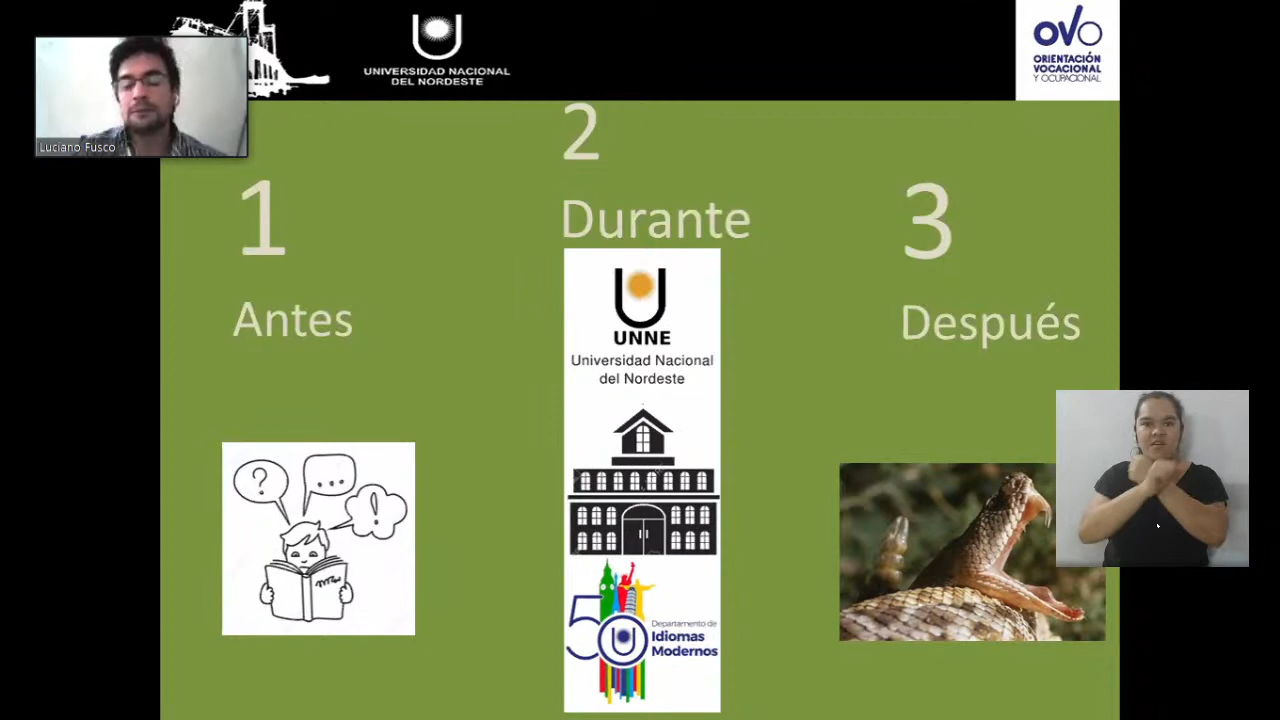 UNIVERSIDAD NACIONAL
DEL NORDESTE
OVO
ORIENTACIÓN
VOCACIONAL
Y OCUPACIONAL
Luciano Fusco
1
Antes
?
...
!
2
Durante
UNNE
Universidad Nacional
del Nordeste
50
Departamento de
Idiomas
Modernos
3
Después